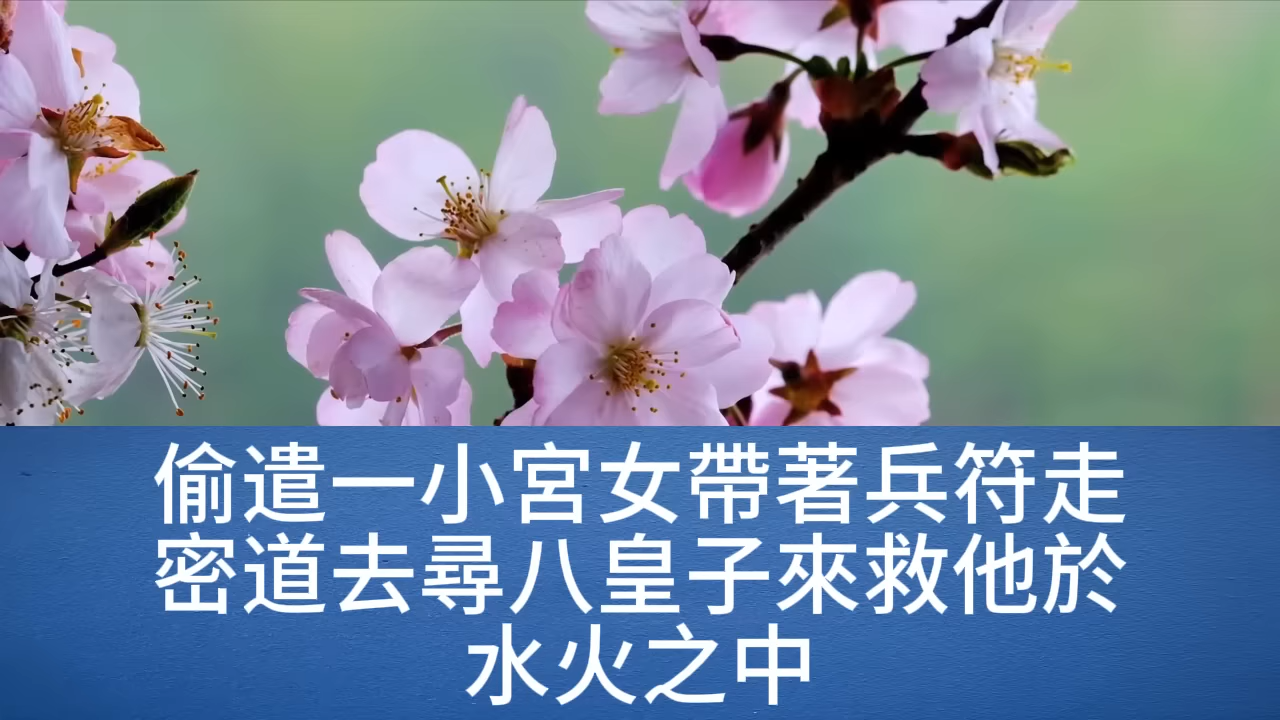 偷遣一小宮女帶著兵符走
密道去尋八皇子來救他於
水火之中